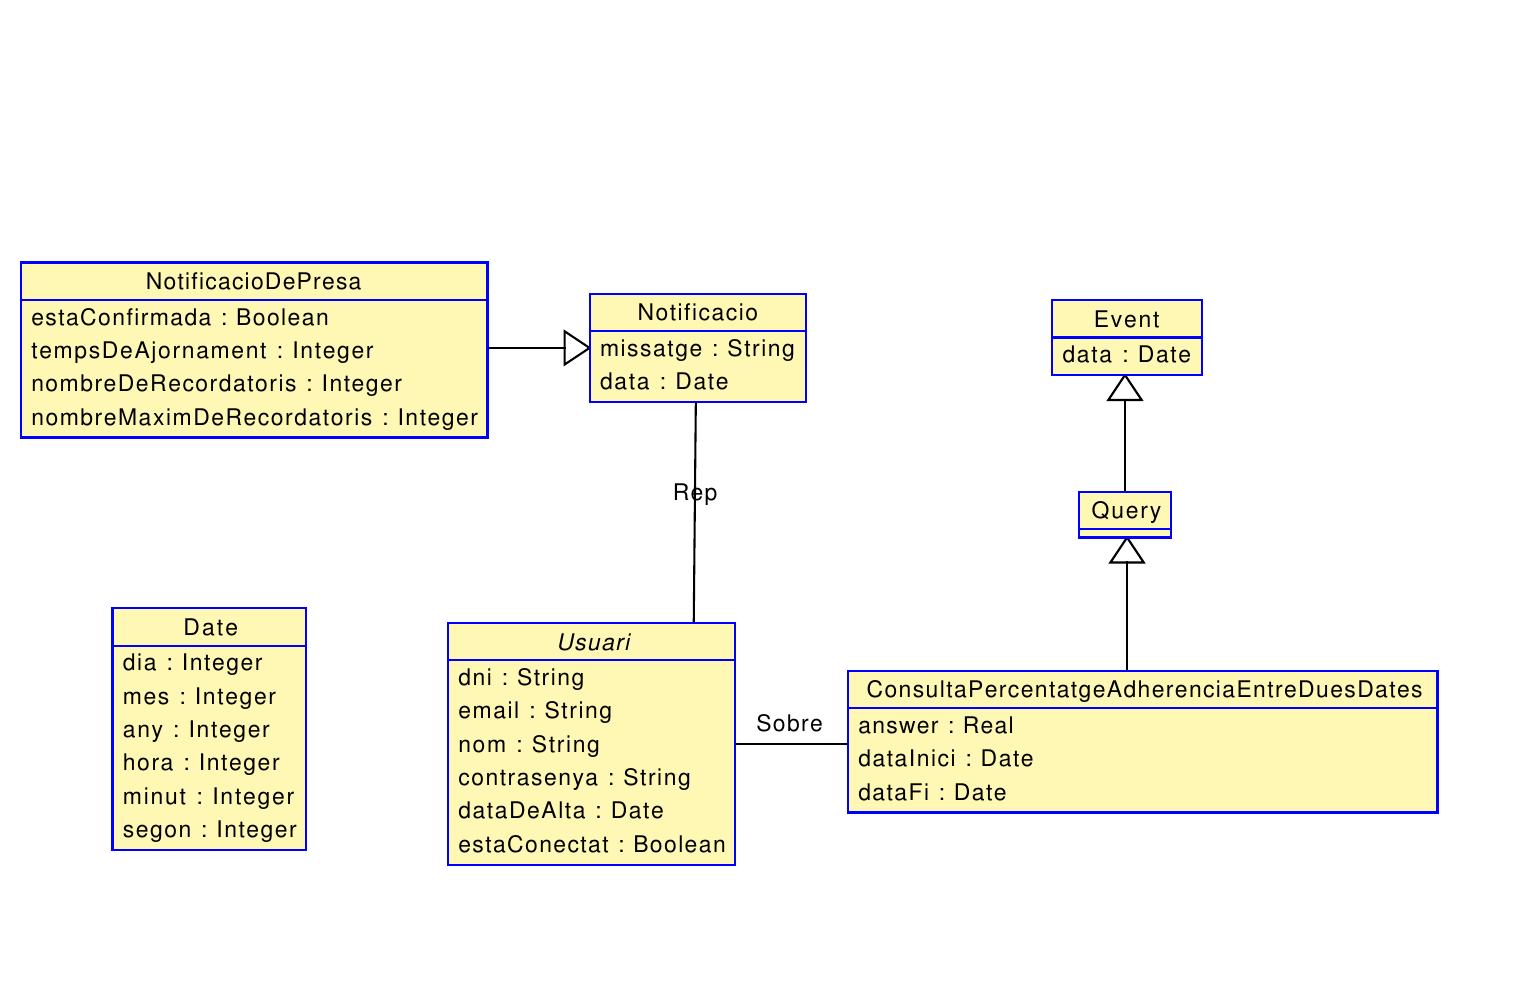 NotificacioDePresa
estaConfirmada : Boolean
tempsDeAjornament : Integer
nombreDeRecordatoris : Integer
nombreMaximDeRecordatoris : Integer
Notificacio
missatge : String
data : Date
Event
data : Date
Rep
Query
Date
dia : Integer
mes : Integer
any : Integer
hora : Integer
minut : Integer
segon : Integer
Usuari
dni : String
email : String
nom : String
contrasenya : String
dataDeAlta : Date
estaConectat : Boolean
Sobre
ConsultaPercentatgeAdherenciaEntreDuesDates
answer : Real
dataInici : Date
dataFi : Date